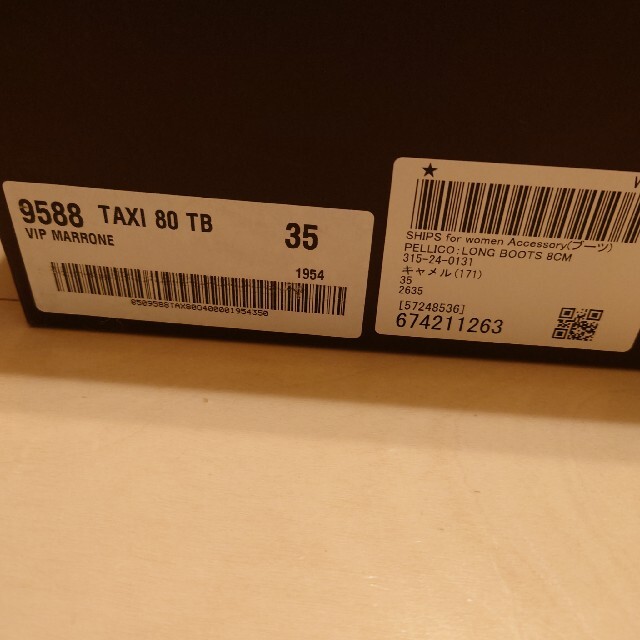 9588 TAXI 80 TB 35
VIP MARRONE
1954
★
SHIPS for women Accessory(ブーツ)
PELLICO:LONG BOOTS 8CM
315-24-0131
キャメル(171)
35
2635
[57248536]
674211263